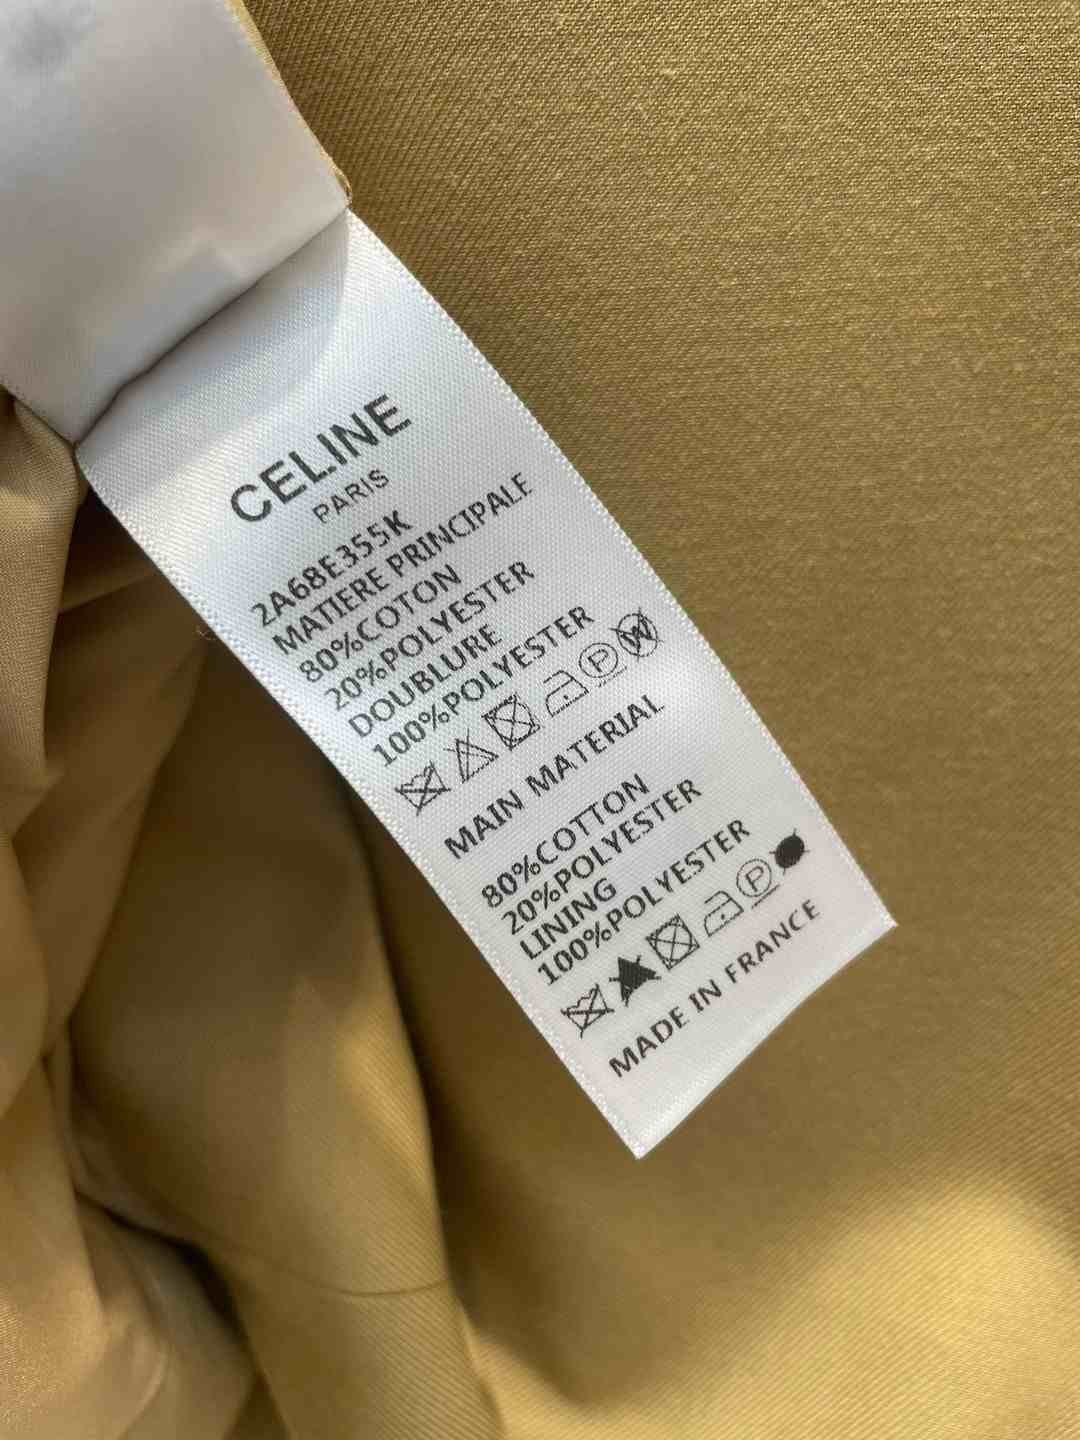 CELINE
PARIS
2A68E355K
MATIERE PRINCIPALE
80%COTON
20%POLYESTER
DOUBLURE
100%POLYESTER
P W
MAIN MATERIAL
80%COTTON
20%POLYESTER
LINING
100%POLYESTER
P
MADE IN FRANCE